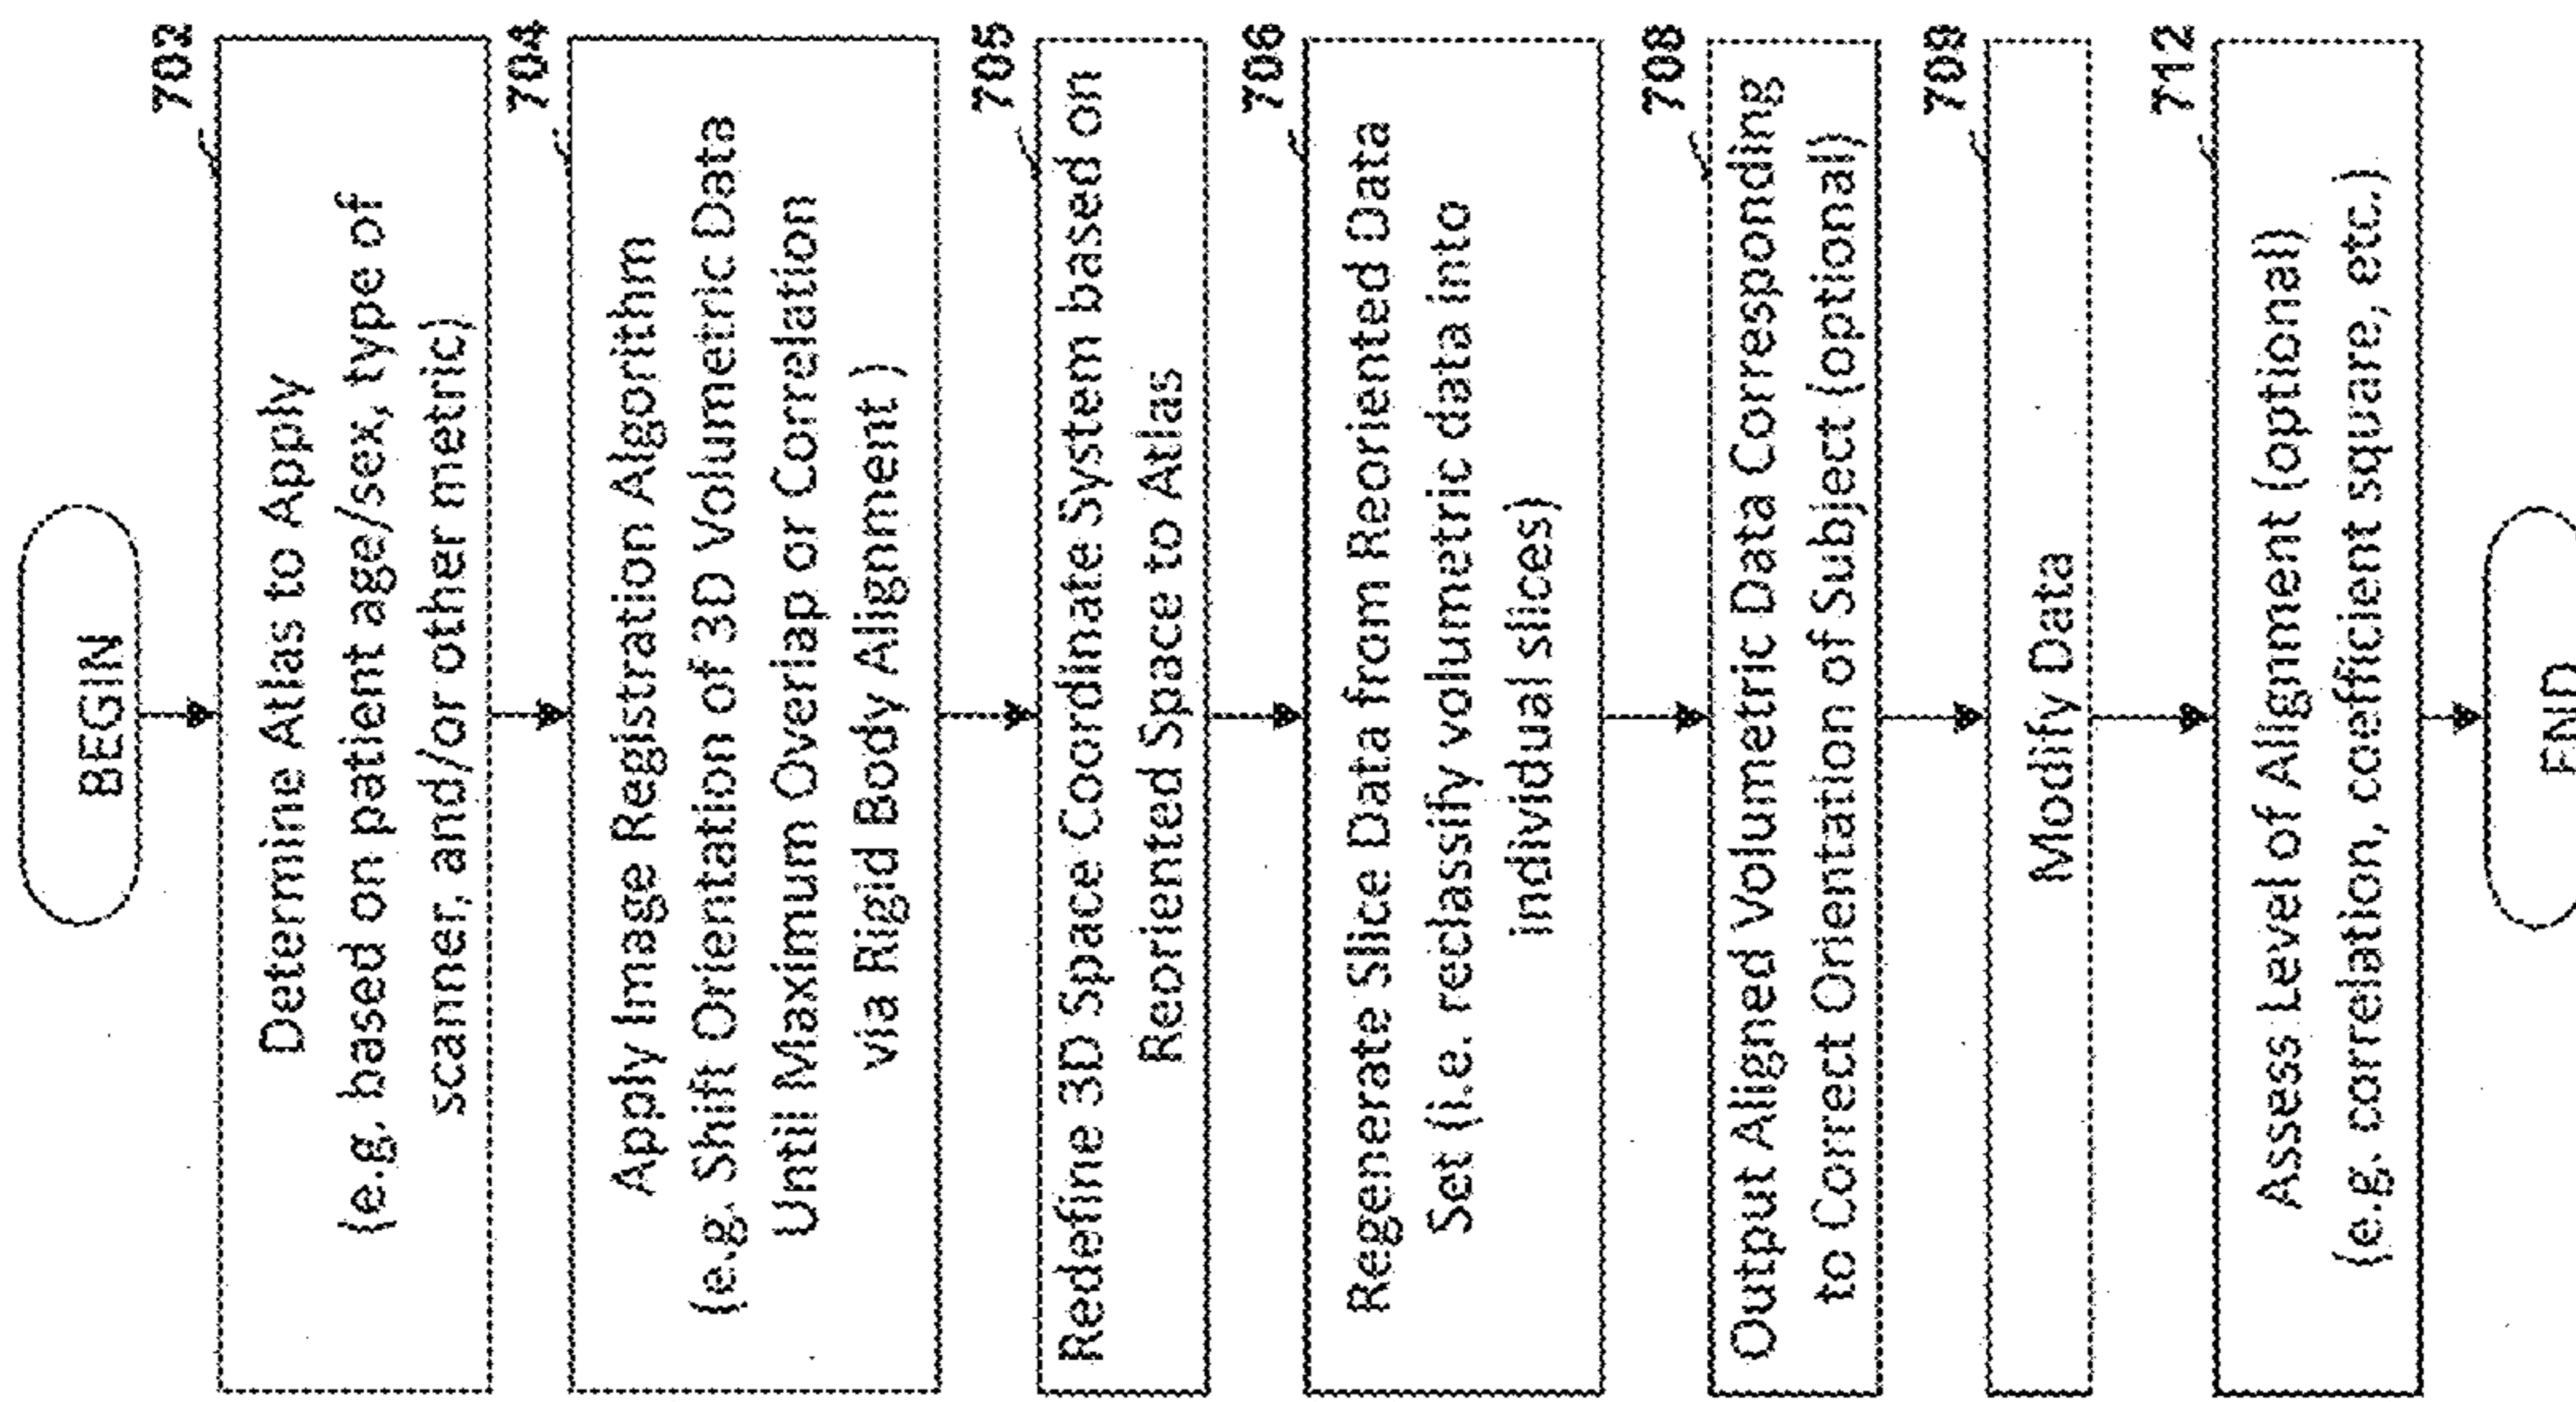 BEGIN
702
Determine Atlas to Apply
(e.g. based on patient age/sex, type of
scanner, and/or other metric)
704
Apply Image Registration Algorithm
(e.g. Shift Orientation of 3D Volumetric Data
Until Maximum Overlap or Correlation
via Rigid Body Alignment )
705
Redefine 3D Space Coordinate System based on
Reoriented Space to Atlas
706
Regenerate Slice Data from Reoriented Data
Set (i.e. reclassify volumetric data into
individual slices)
708
Output Aligned Volumetric Data Corresponding
to Correct Orientation of Subject (optional)
709
Modify Data
712
Assess Level of Alignment (optional)
(e.g. correlation, coefficient square, etc.)
END